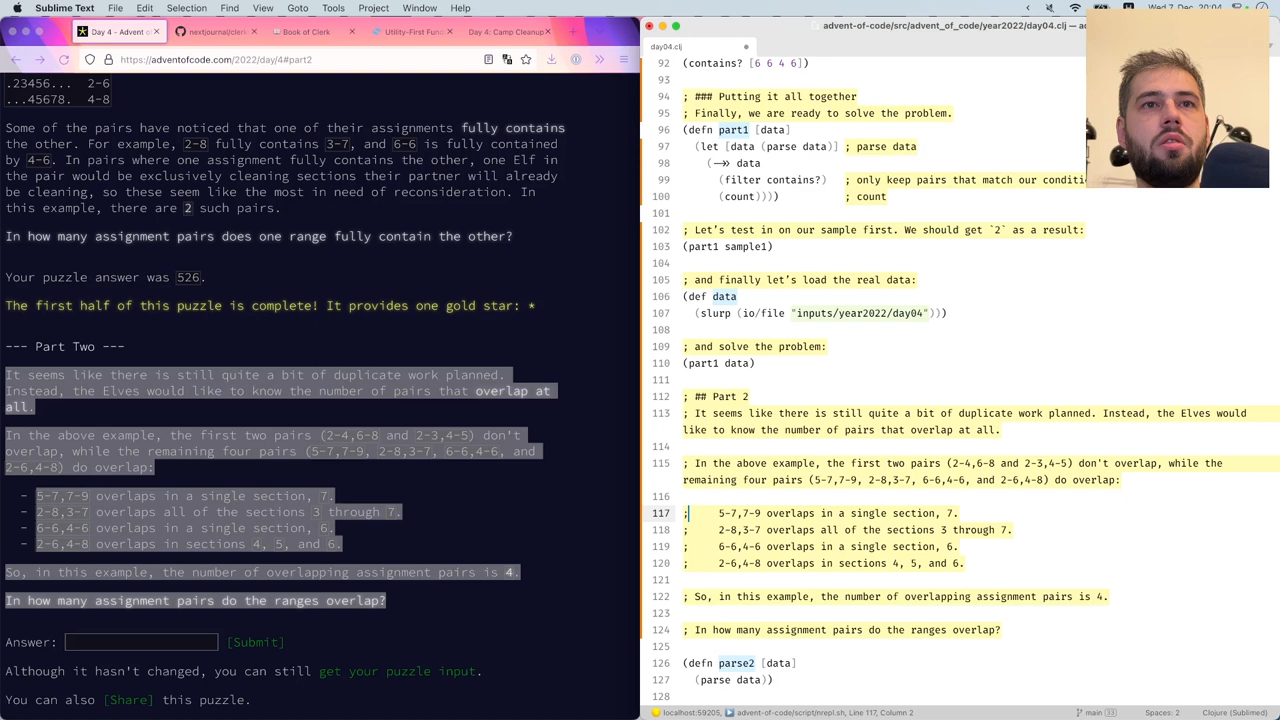 Sublime Text File Edit Selection Find View Goto
Wed 7. Dec 20:04
Day 4 - Advent o
nextjournal/clerk
Book of Clerk
Utility-First Fund
Day 4: Camp Cleanup
https://adventofcode.com/2022/day/4#part2
.23456... 2-6
...45678. 4-8
Some of the pairs have noticed that one of their assignments fully contains
the other. For example, 2-8 fully contains 3-7, and 6-6 is fully contained
by 4-6. In pairs where one assignment fully contains the other, one Elf in
the pair would be exclusively cleaning sections their partner will already
be cleaning, so these seem like the most in need of reconsideration. In
this example, there are 2 such pairs.
In how many assignment pairs does one range fully contain the other?
Your puzzle answer was 526.
The first half of this puzzle is complete! It provides one gold star: *
--- Part Two ---
It seems like there is still quite a bit of duplicate work planned.
Instead, the Elves would like to know the number of pairs that overlap at
all.
In the above example, the first two pairs (2-4,6-8 and 2-3,4-5) don't
overlap, while the remaining four pairs (5-7,7-9, 2-8,3-7, 6-6,4-6, and
2-6,4-8) do overlap:
- 5-7,7-9 overlaps in a single section, 7.
- 2-8,3-7 overlaps all of the sections 3 through 7.
- 6-6,4-6 overlaps in a single section, 6.
- 2-6,4-8 overlaps in sections 4, 5, and 6.
So, in this example, the number of overlapping assignment pairs is 4.
In how many assignment pairs do the ranges overlap?
Answer: [Submit]
Although it hasn't changed, you can still get your puzzle input.
You can also [Share] this puzzle.
advent-of-code/src/advent_of_code/year2022/day04.clj — a
day04.clj
92 (contains? [6 6 4 6])
93
94 ; ### Putting it all together
95 ; Finally, we are ready to solve the problem.
96 (defn part1 [data]
97 (let [data (parse data)] ; parse data
98 (->> data
99 (filter contains?) ; only keep pairs that match our conditi
100 (count)))) ; count
101
102 ; Let's test in on our sample first. We should get `2` as a result:
103 (part1 sample1)
104
105 ; and finally let's load the real data:
106 (def data
107 (slurp (io/file "inputs/year2022/day04")))
108
109 ; and solve the problem:
110 (part1 data)
111
112 ; ## Part 2
113 ; It seems like there is still quite a bit of duplicate work planned. Instead, the Elves would
like to know the number of pairs that overlap at all.
114
115 ; In the above example, the first two pairs (2-4,6-8 and 2-3,4-5) don't overlap, while the
remaining four pairs (5-7,7-9, 2-8,3-7, 6-6,4-6, and 2-6,4-8) do overlap:
116
117 ; 5-7,7-9 overlaps in a single section, 7.
118 ; 2-8,3-7 overlaps all of the sections 3 through 7.
119 ; 6-6,4-6 overlaps in a single section, 6.
120 ; 2-6,4-8 overlaps in sections 4, 5, and 6.
121
122 ; So, in this example, the number of overlapping assignment pairs is 4.
123
124 ; In how many assignment pairs do the ranges overlap?
125
126 (defn parse2 [data]
127 (parse data))
128
localhost:59205, advent-of-code/script/nrepl.sh, Line 117, Column 2
main 33
Spaces: 2
Clojure (Sublimed)